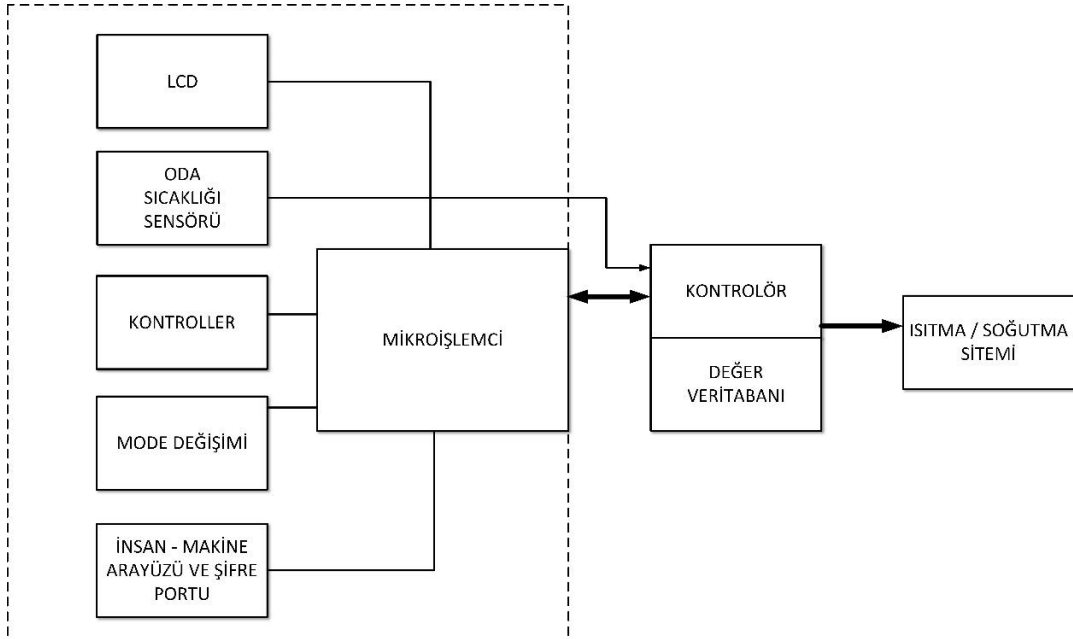 LCD
ODA
SICAKLIĞI
SENSÖRÜ
KONTROLLER
MODE DEĞİŞİMİ
İNSAN - MAKİNE
ARAYÜZÜ VE ŞİFRE
PORTU
MİKROİŞLEMCİ
KONTROLÖR
DEĞER
VERİTABANI
ISITMA / SOĞUTMA
SİTEMİ